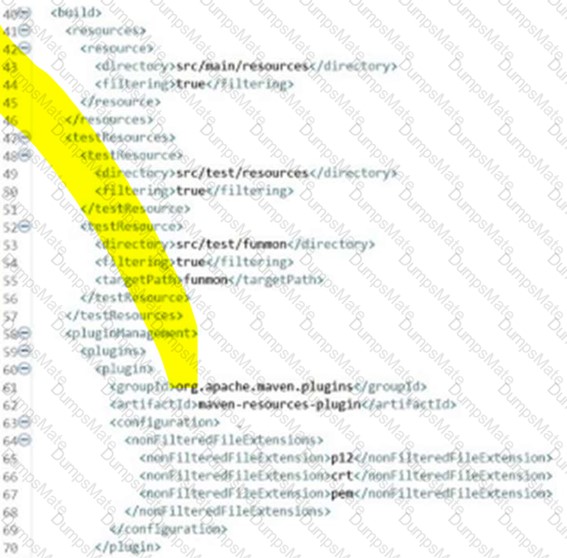 40 <build>
41 <resources>
42 <resource>
43 <directory>src/main/resources</directory>
44 <filtering>true</filtering>
45 </resource>
46 </resources>
47 <testResources>
48 <testResource>
49 <directory>src/test/resources</directory>
50 <filtering>true</filtering>
51 </testResource>
52 <testResource>
53 <directory>src/test/funmon</directory>
54 <filtering>true</filtering>
55 <targetPath>funmon</targetPath>
56 </testResource>
57 </testResources>
58 <pluginManagement>
59 <plugins>
60 <plugin>
61 <groupId>org.apache.maven.plugins</groupId>
62 <artifactId>maven-resources-plugin</artifactId>
63 <configuration>
64 <nonFilteredFileExtensions>
65 <nonFilteredFileExtension>p12</nonFilteredFileExtension>
66 <nonFilteredFileExtension>crt</nonFilteredFileExtension>
67 <nonFilteredFileExtension>pem</nonFilteredFileExtension>
68 </nonFilteredFileExtensions>
69 </configuration>
70 </plugin>
DumpsMate